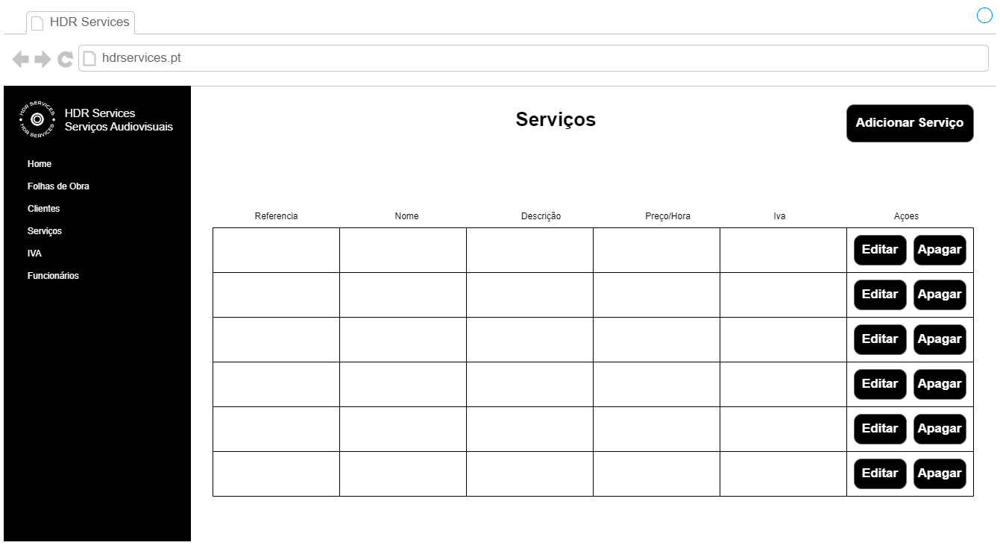 HDR Services
hdrservices.pt
HDR SERVICES
HDR SERVICES
HDR Services
Serviços Audiovisuais
Home
Folhas de Obra
Clientes
Serviços
IVA
Funcionários
Serviços
Adicionar Serviço
Referencia Nome Descrição Preço/Hora Iva Açoes
Editar Apagar
Editar Apagar
Editar Apagar
Editar Apagar
Editar Apagar
Editar Apagar